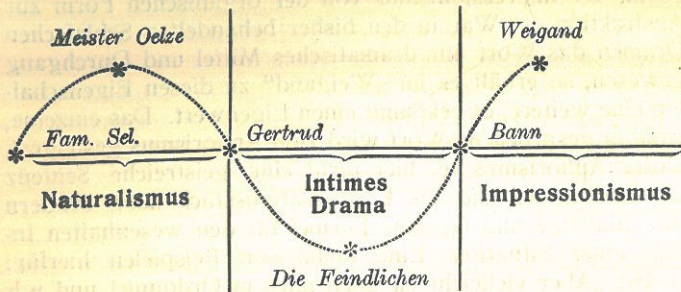 Meister Oelze
Weigand
Fam. Sel.
Gertrud
Bann
Naturalismus
Intimes
Drama
Impressionismus
Die Feindlichen